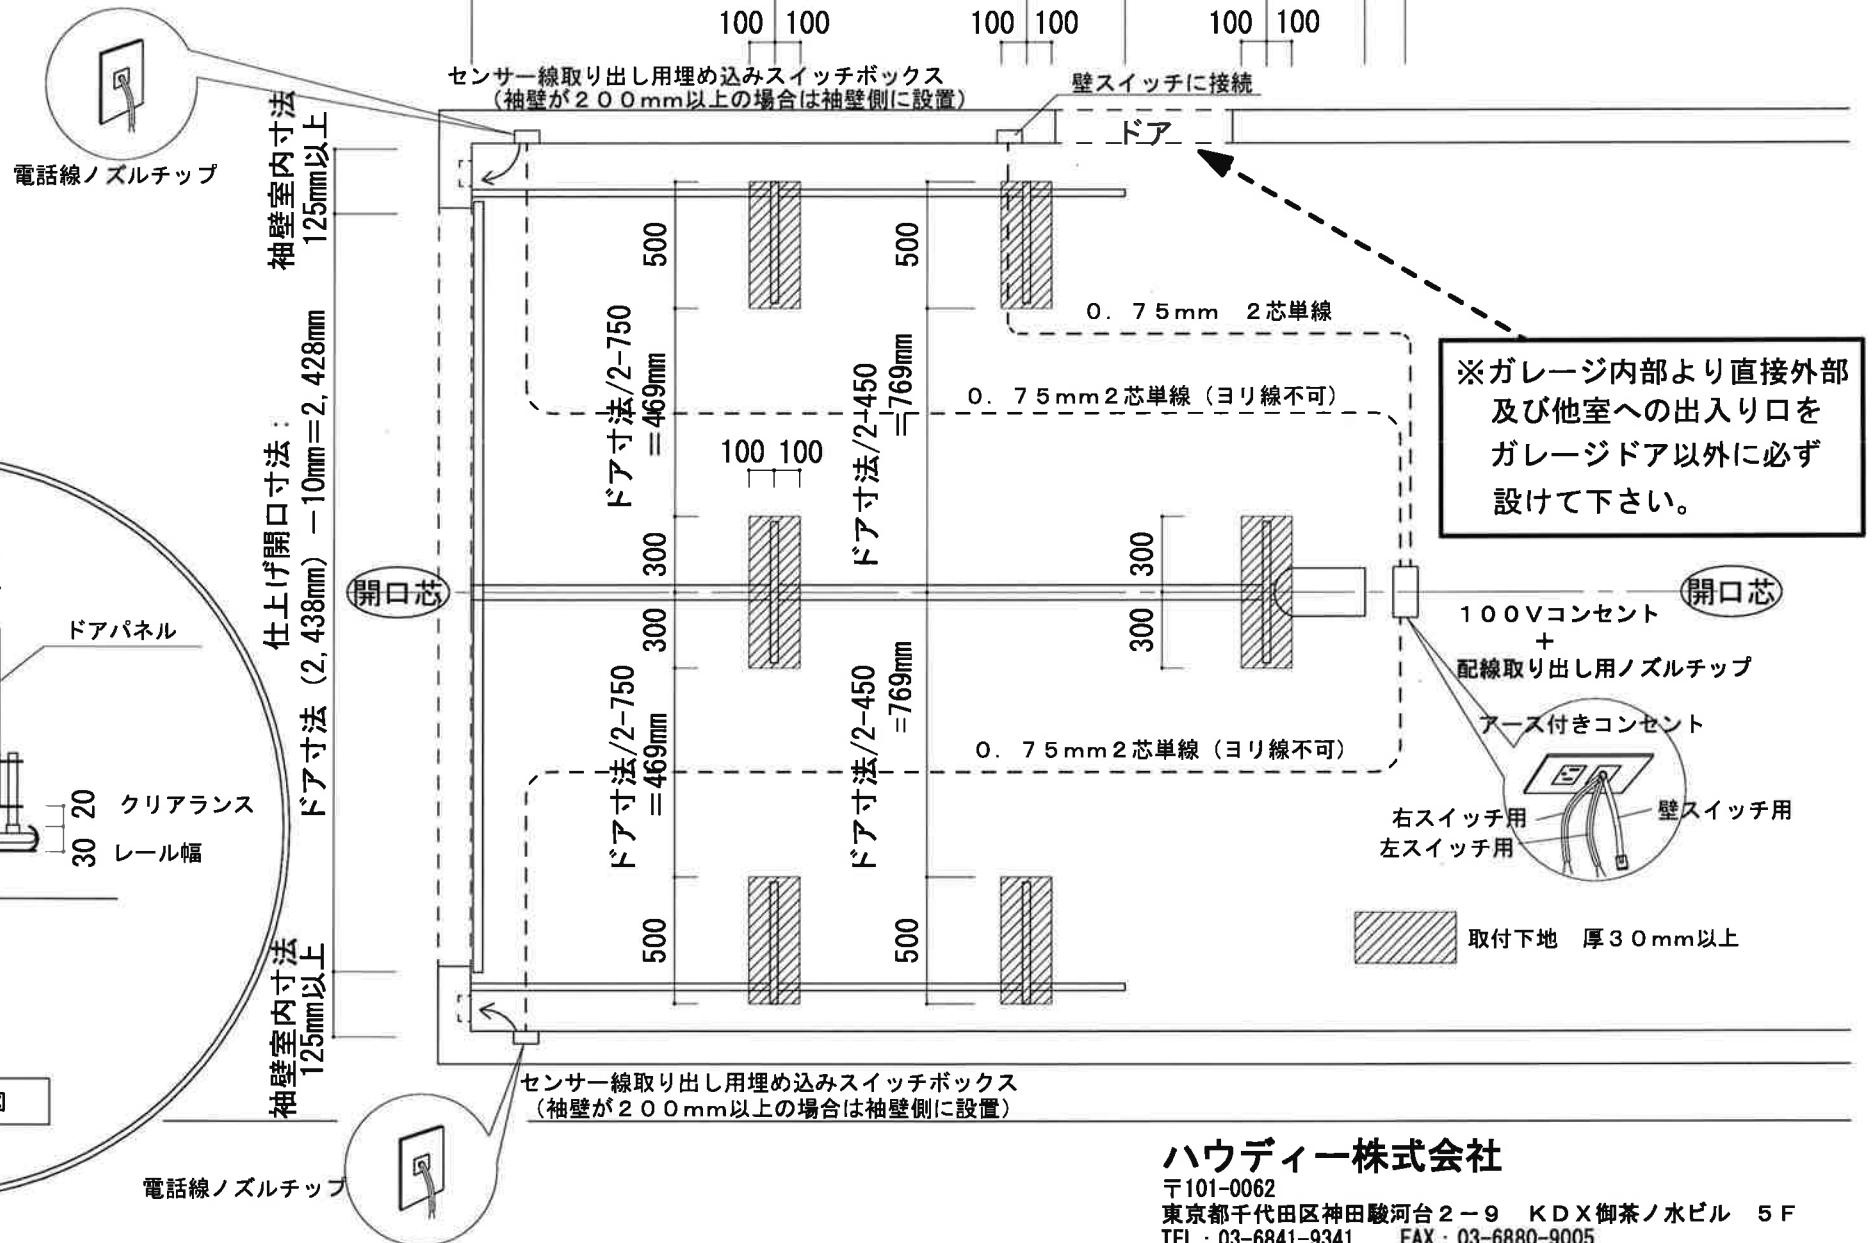 100 100
100 100
100 100
センサー線取り出し用埋め込みスイッチボックス
（袖壁が２００mm以上の場合は袖壁側に設置）
壁スイッチに接続
ドア
電話線ノズルチップ
袖壁室内寸法
125mm以上
500
500
０．７５mm　２芯単線
※ガレージ内部より直接外部
及び他室への出入り口を
ガレージドア以外に必ず
設けて下さい。
仕上げ開口寸法：
ドア寸法（2,438mm）－10mm＝2,428mm
ドア寸法/2-750
＝469mm
ドア寸法/2-450
＝769mm
０．７５mm２芯単線（ヨリ線不可）
100 100
300
300
300
300
開口芯
開口芯
１００Vコンセント
＋
配線取り出し用ノズルチップ
アース付きコンセント
ドアパネル
ドア寸法/2-750
＝469mm
ドア寸法/2-450
=769mm
０．７５mm２芯単線（ヨリ線不可）
20 クリアランス
30 レール幅
右スイッチ用
左スイッチ用
壁スイッチ用
500
500
取付下地　厚３０mm以上
袖壁室内寸法
125mm以上
センサー線取り出し用埋め込みスイッチボックス
（袖壁が２００mm以上の場合は袖壁側に設置）
電話線ノズルチップ
ハウディー株式会社
〒101-0062
東京都千代田区神田駿河台２－９　ＫＤＸ御茶ノ水ビル　５Ｆ
TEL：03-6841-9341　FAX：03-6880-9005